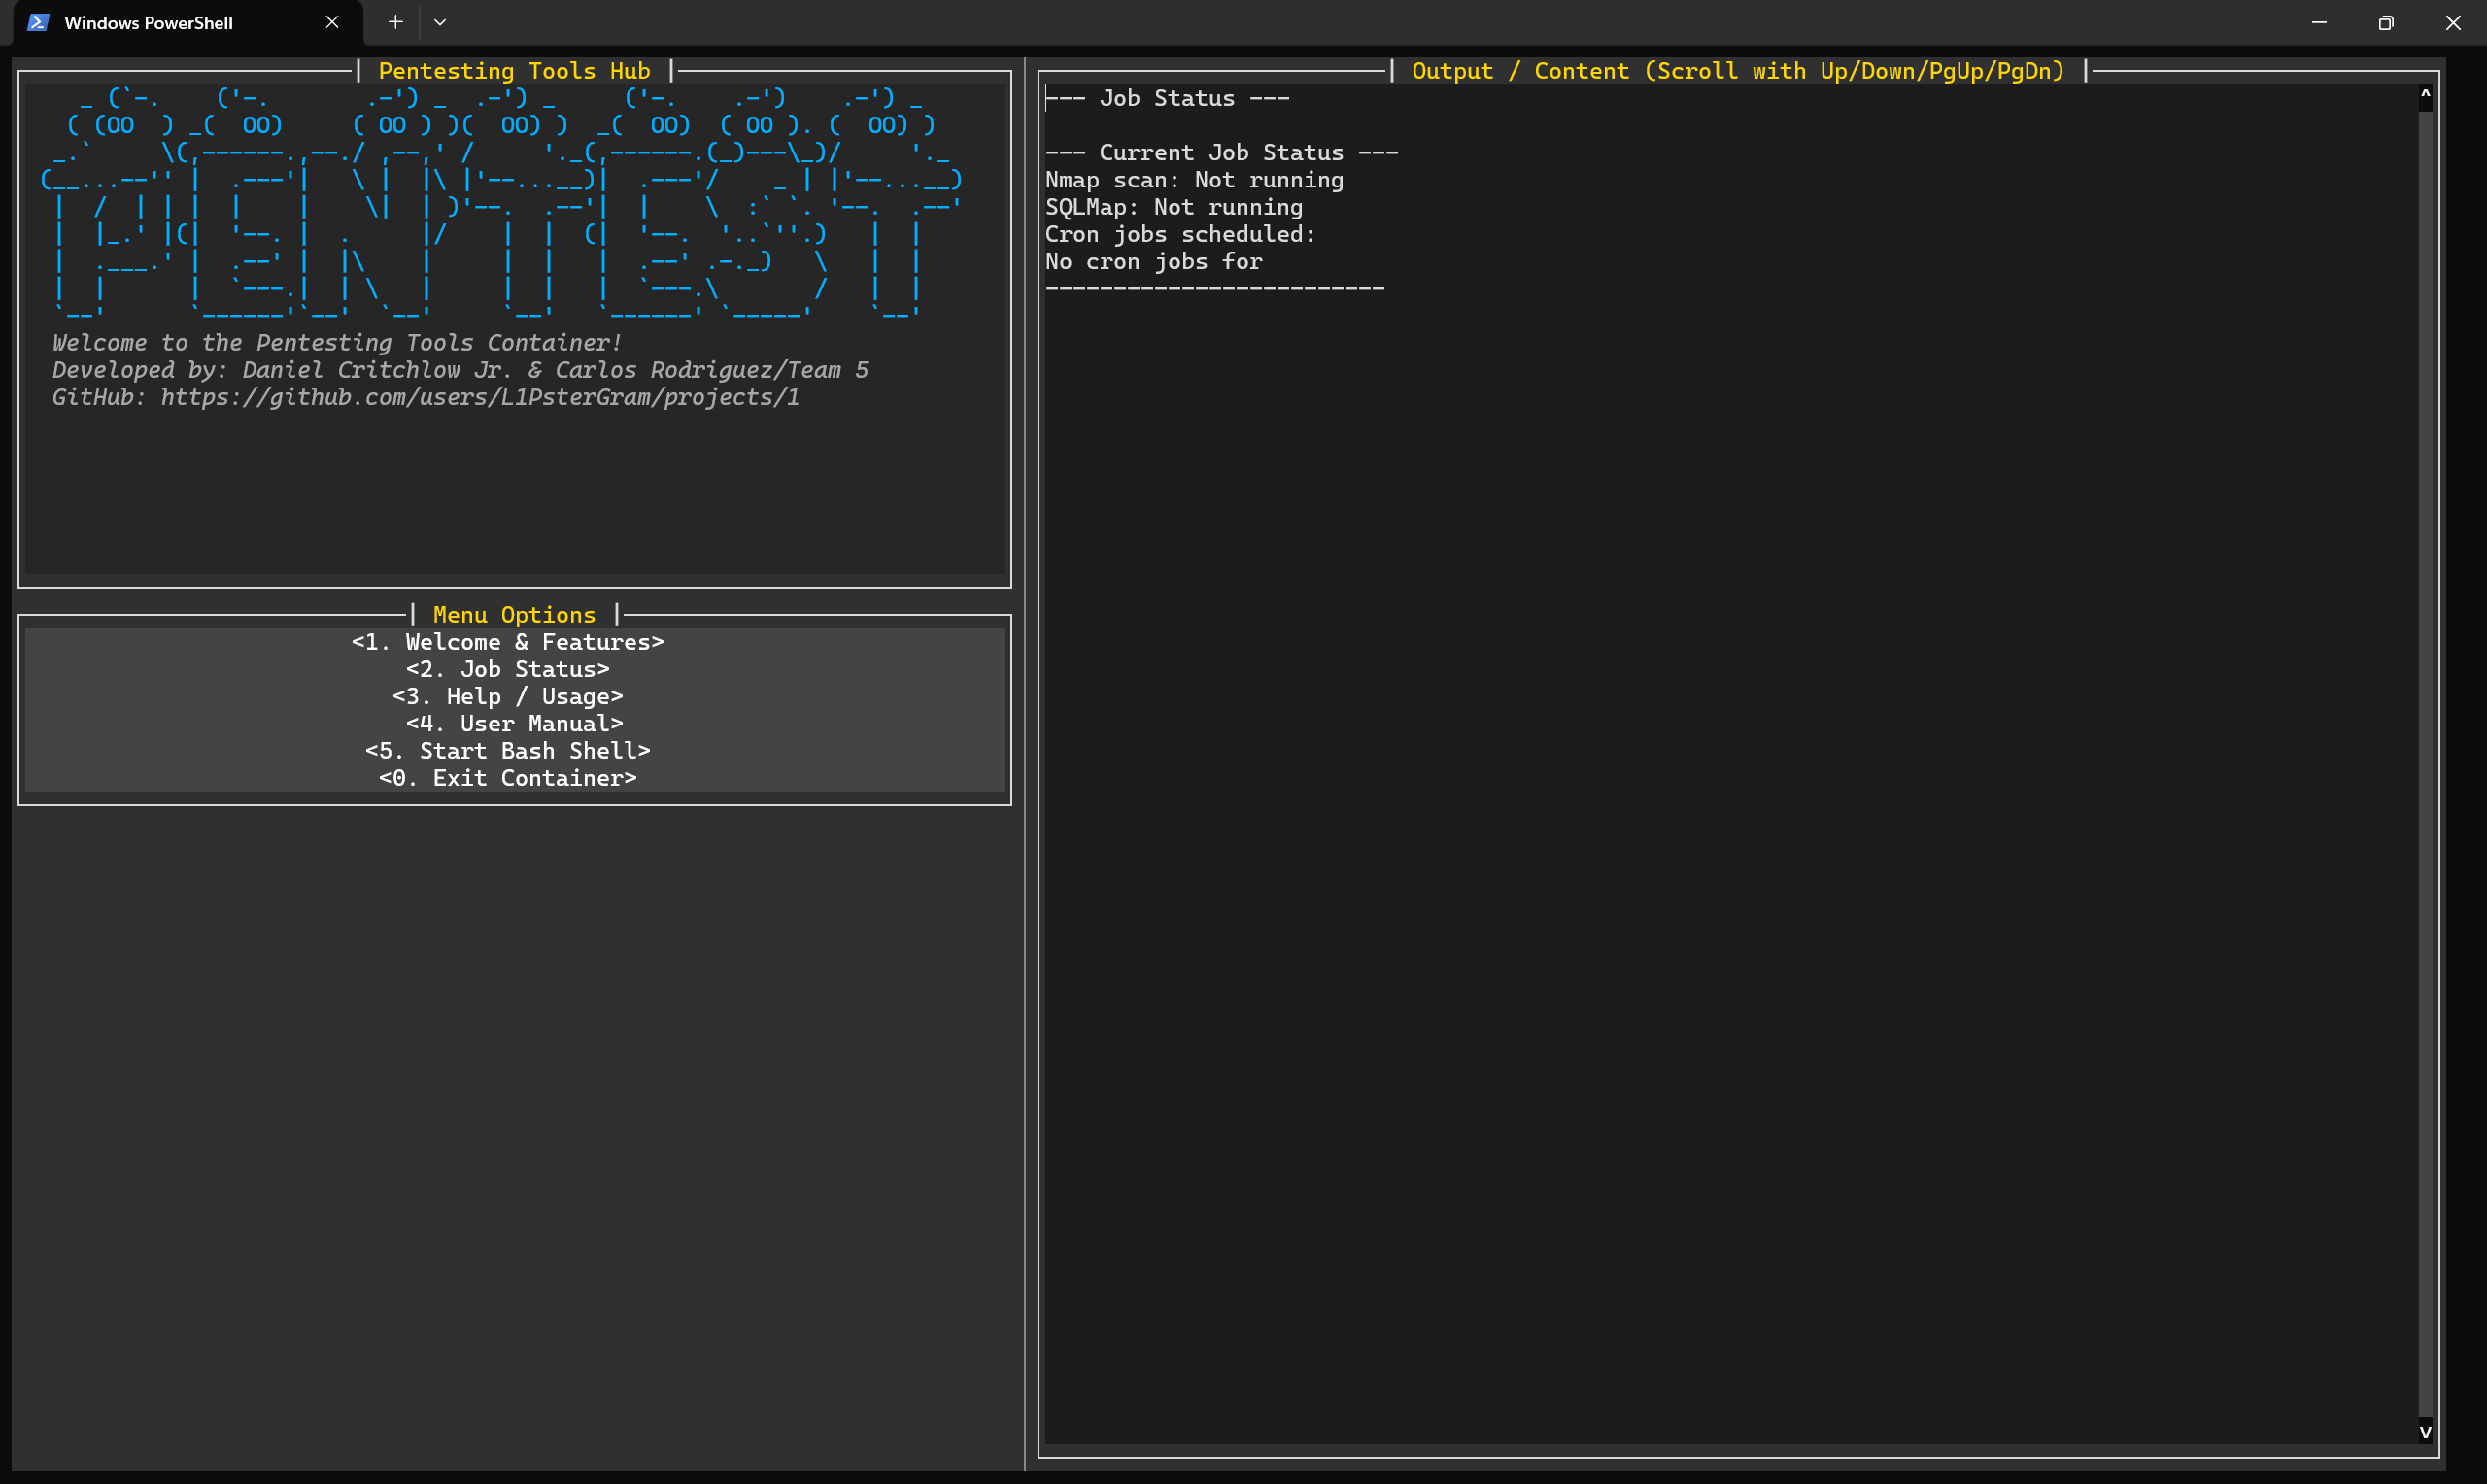 Windows PowerShell
Pentesting Tools Hub
PENTEST
Welcome to the Pentesting Tools Container!
Developed by: Daniel Critchlow Jr. & Carlos Rodriguez/Team 5
GitHub: https://github.com/users/L1PsterGram/projects/1
Menu Options
<1. Welcome & Features>
<2. Job Status>
<3. Help / Usage>
<4. User Manual>
<5. Start Bash Shell>
<0. Exit Container>
Output / Content (Scroll with Up/Down/PgUp/PgDn)
--- Job Status ---
--- Current Job Status ---
Nmap scan: Not running
SQLMap: Not running
Cron jobs scheduled:
No cron jobs for
-------------------------